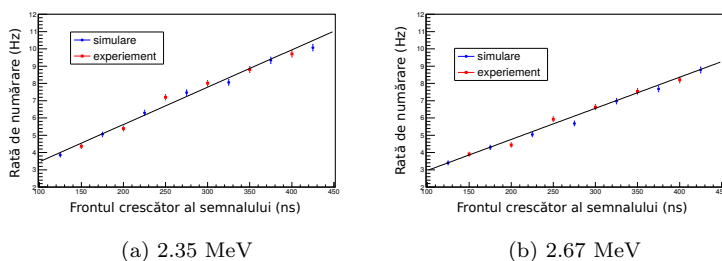 Rată de numărare (Hz)
12
11
10
9
8
7
6
5
4
3
2
simulare
experiement
100 150 200 250 300 350 400 450
Frontul crescător al semnalului (ns)
(a) 2.35 MeV
Rată de numărare (Hz)
12
11
10
9
8
7
6
5
4
3
2
simulare
experiement
100 150 200 250 300 350 400 450
Frontul crescător al semnalului (ns)
(b) 2.67 MeV